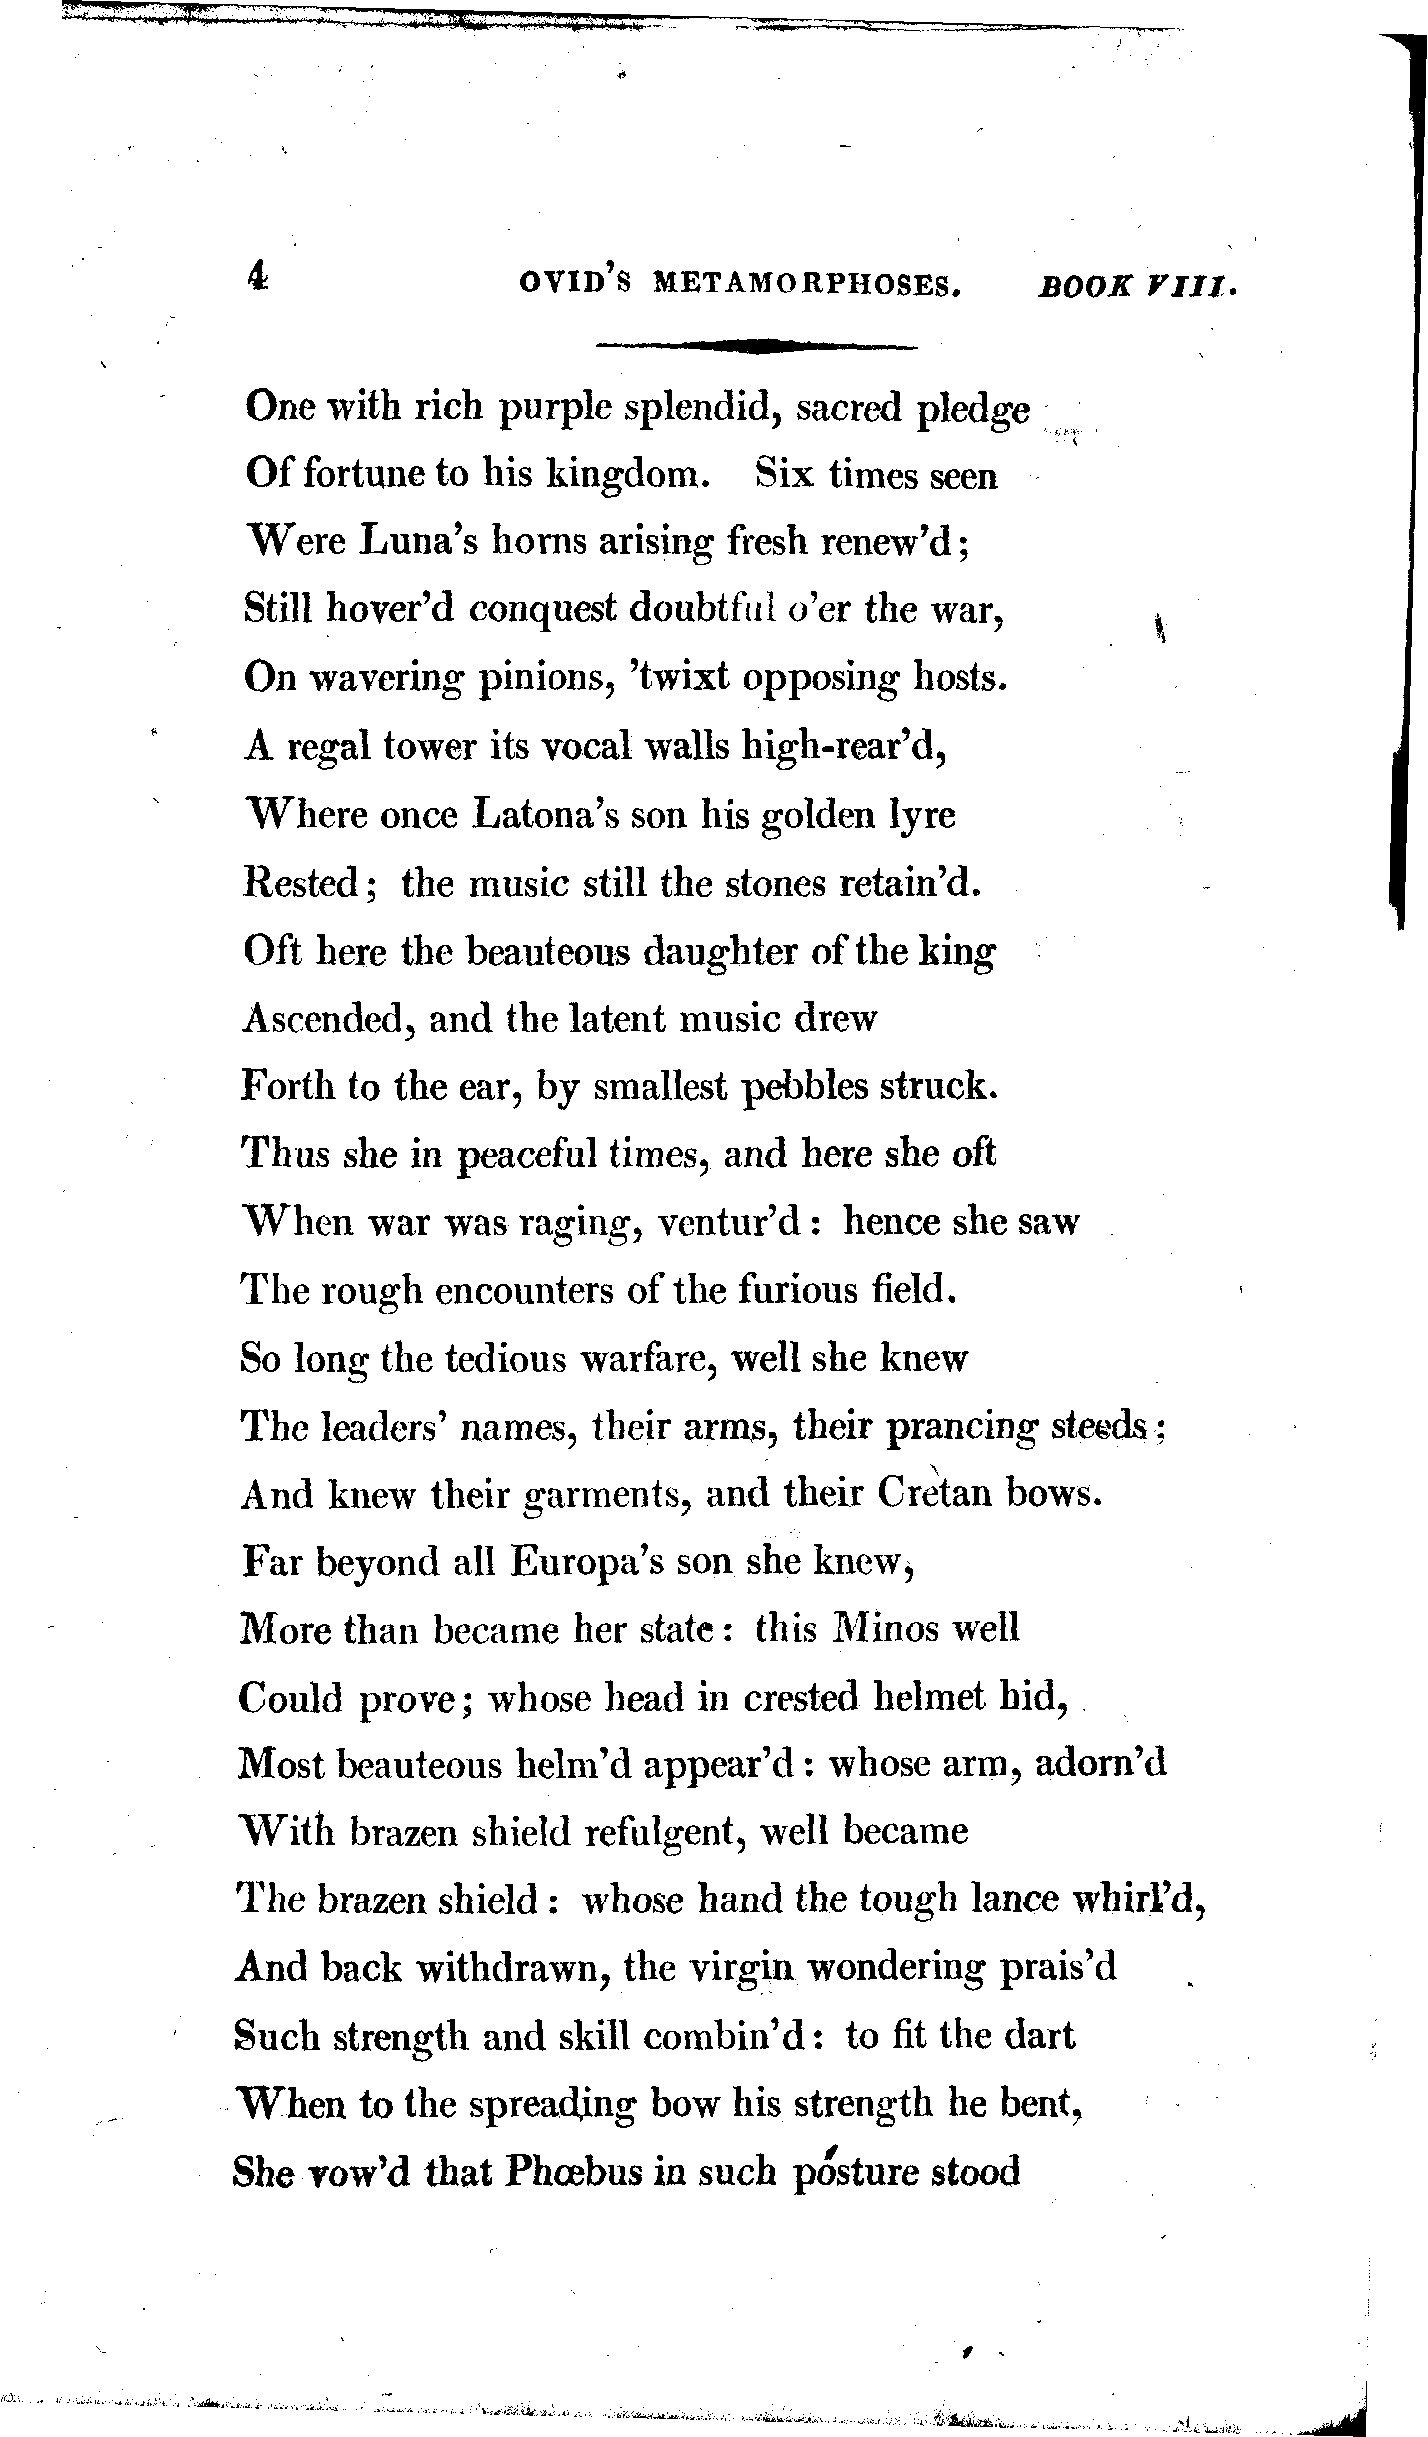 4 OVID'S METAMORPHOSES. BOOK VIII.
One with rich purple splendid, sacred pledge
Of fortune to his kingdom. Six times seen
Were Luna's horns arising fresh renew'd;
Still hover'd conquest doubtful o'er the war,
On wavering pinions, 'twixt opposing hosts.
A regal tower its vocal walls high-rear'd,
Where once Latona's son his golden lyre
Rested; the music still the stones retain'd.
Oft here the beauteous daughter of the king
Ascended, and the latent music drew
Forth to the ear, by smallest pebbles struck.
Thus she in peaceful times, and here she oft
When war was raging, ventur'd: hence she saw
The rough encounters of the furious field.
So long the tedious warfare, well she knew
The leaders' names, their arms, their prancing steeds;
And knew their garments, and their Cretan bows.
Far beyond all Europa's son she knew,
More than became her state: this Minos well
Could prove; whose head in crested helmet hid,
Most beauteous helm'd appear'd: whose arm, adorn'd
With brazen shield refulgent, well became
The brazen shield: whose hand the tough lance whirl'd,
And back withdrawn, the virgin wondering prais'd
Such strength and skill combin'd: to fit the dart
When to the spreading bow his strength he bent,
She vow'd that Phœbus in such posture stood